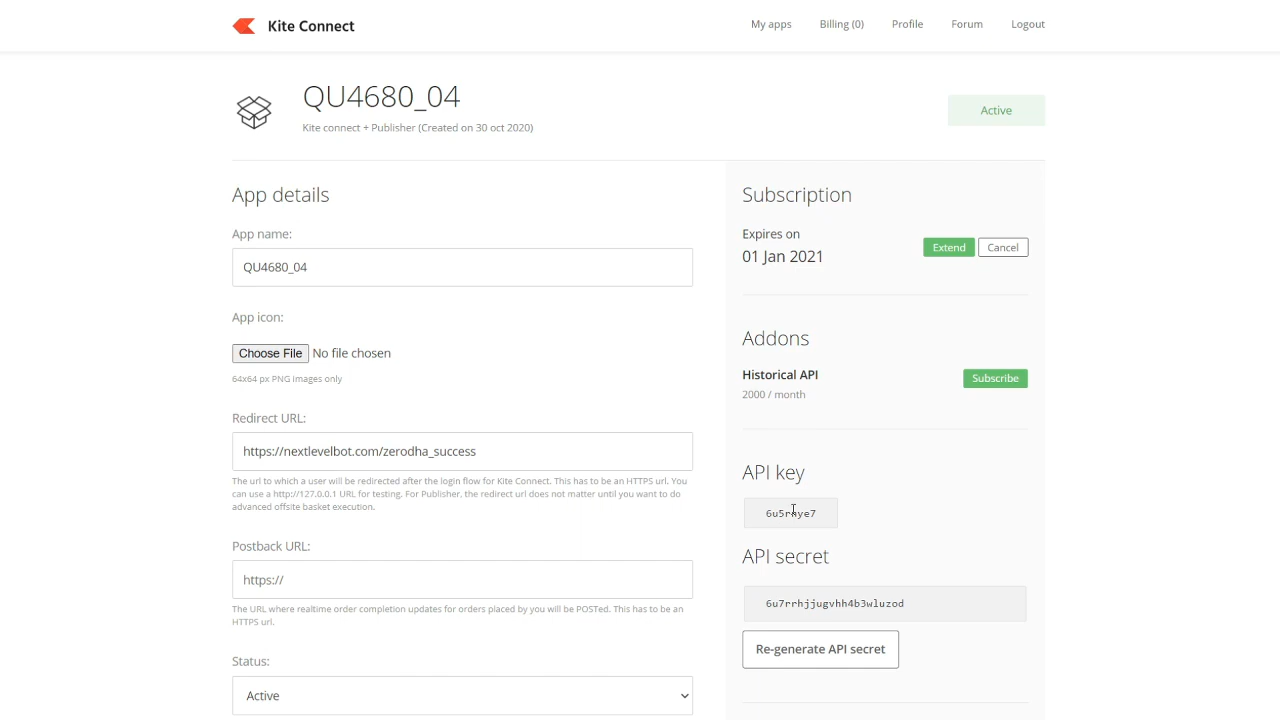 Kite Connect
My apps Billing (0) Profile Forum Logout
QU4680_04
Kite connect + Publisher (Created on 30 oct 2020)
Active
App details
App name:
QU4680_04
App icon:
Choose File No file chosen
64x64 px PNG Images only
Redirect URL:
https://nextlevelbot.com/zerodha_success
The url to which a user will be redirected after the login flow for Kite Connect. This has to be an HTTPS url. You
can use a http://127.0.0.1 URL for testing. For Publisher, the redirect url does not matter until you want to do
advanced offsite basket execution.
Postback URL:
https://
The URL where realtime order completion updates for orders placed by you will be POSTed. This has to be an
HTTPS url.
Status:
Active
Subscription
Expires on
01 Jan 2021
Extend Cancel
Addons
Historical API
2000 / month
Subscribe
API key
API secret
6u7rrhjjugvhh4b3wluzod
Re-generate API secret